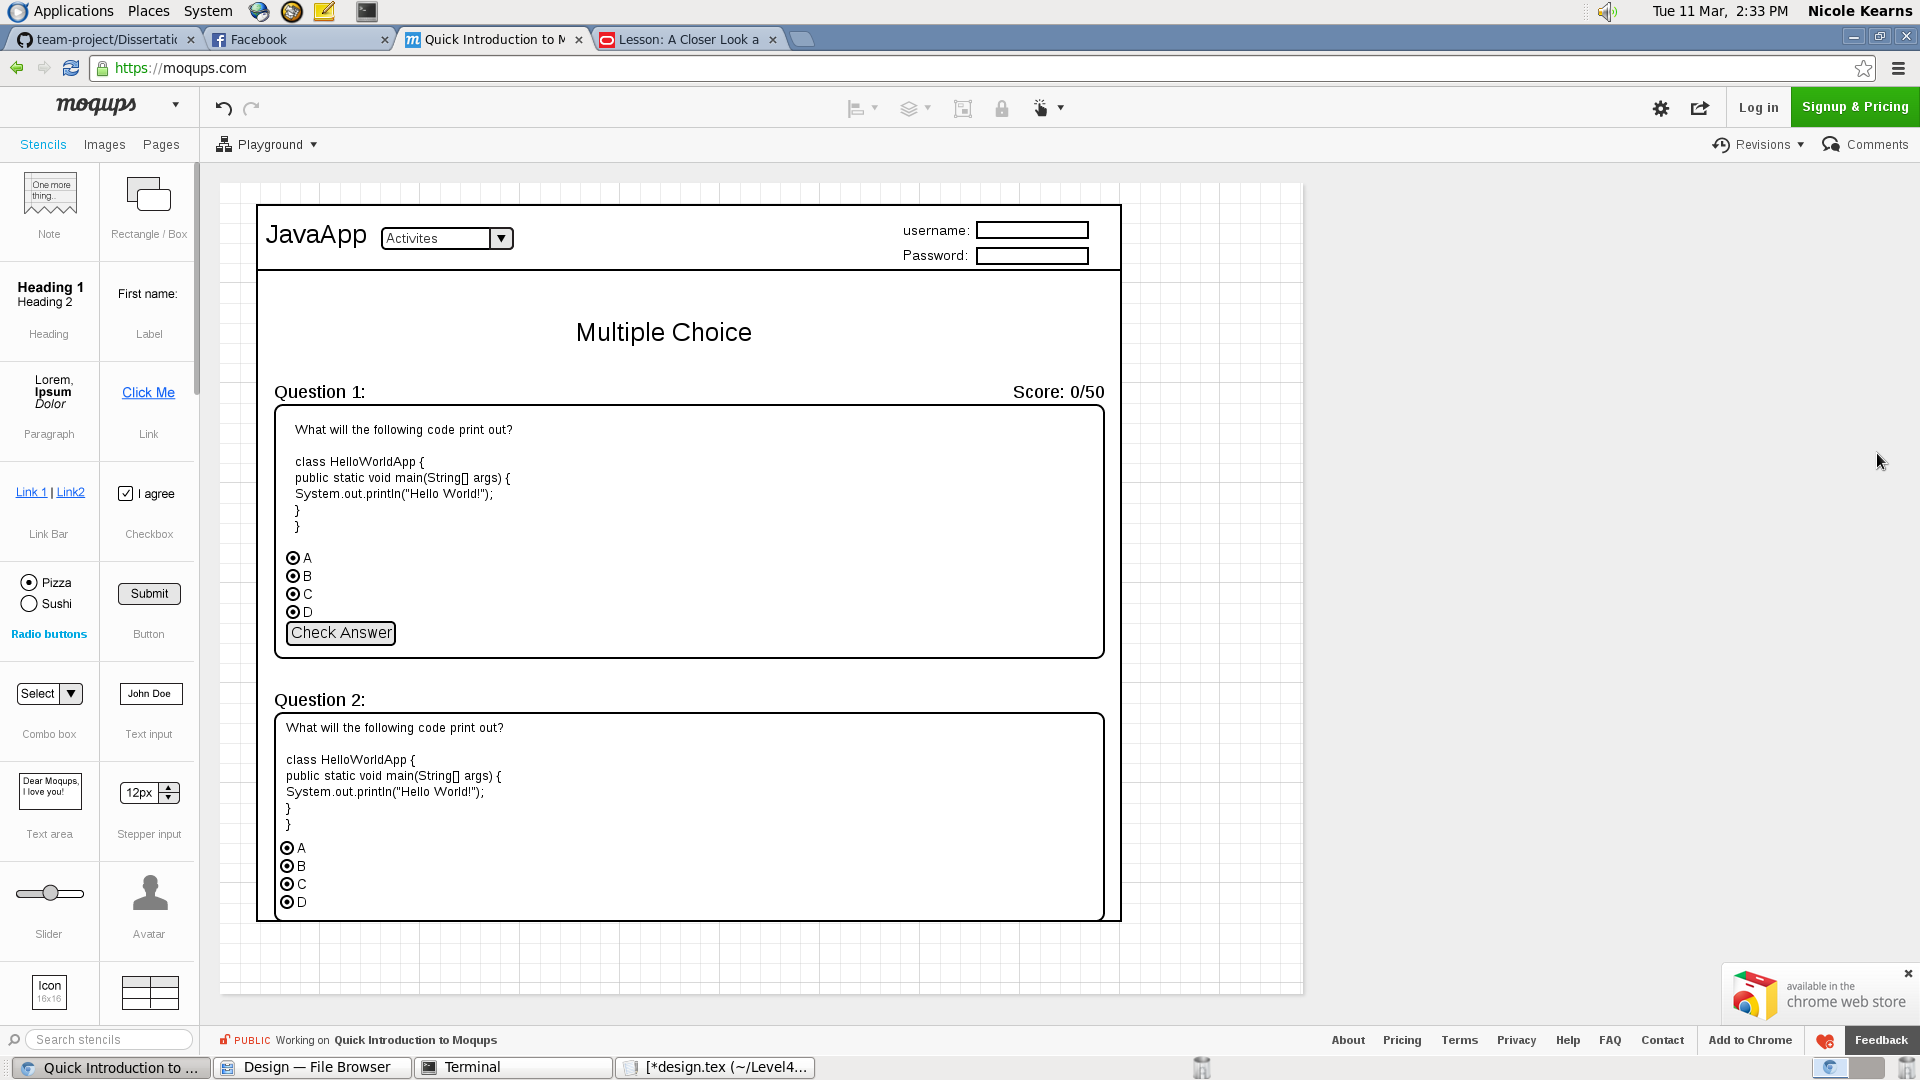 Applications Places System Tue 11 Mar, 2:33 PM Nicole Kearns
team-project/Dissertati Facebook Quick Introduction to M Lesson: A Closer Look a
https://moqups.com
moqups Log in Signup & Pricing
Stencils Images Pages Playground Revisions Comments
One more
thing..
Note Rectangle / Box
Heading 1
Heading 2
First name:
Heading Label
Lorem,
Ipsum
Dolor
Click Me
Paragraph Link
Link 1 | Link2 I agree
Link Bar Checkbox
Pizza
Sushi
Submit
Radio buttons Button
Select John Doe
Combo box Text input
Dear Moqups,
I love you!
12px
Text area Stepper input
Slider Avatar
Icon
16x16
Search stencils
JavaApp Activites username:
Password:
Multiple Choice
Question 1: Score: 0/50
What will the following code print out?
class HelloWorldApp {
public static void main(String[] args) {
System.out.println("Hello World!");
}
}
A
B
C
D
Check Answer
Question 2:
What will the following code print out?
class HelloWorldApp {
public static void main(String[] args) {
System.out.println("Hello World!");
}
}
A
B
C
D
available in the
chrome web store
PUBLIC Working on Quick Introduction to Moqups About Pricing Terms Privacy Help FAQ Contact Add to Chrome Feedback
Quick Introduction to ... Design — File Browser Terminal [*design.tex (~/Level4...